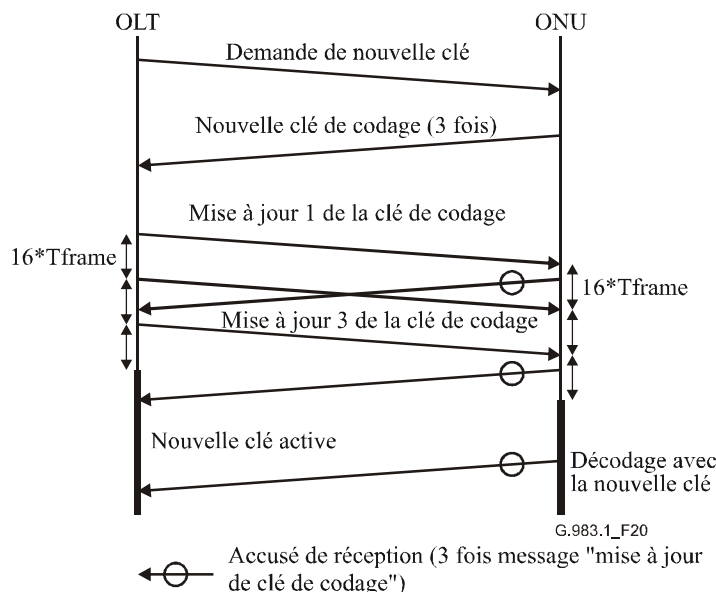 OLT
ONU
Demande de nouvelle clé
Nouvelle clé de codage (3 fois)
Mise à jour 1 de la clé de codage
16*Tframe
16*Tframe
Mise à jour 3 de la clé de codage
Nouvelle clé active
Décodage avec
la nouvelle clé
G.983.1_F20
Accusé de réception (3 fois message "mise à jour
de clé de codage")